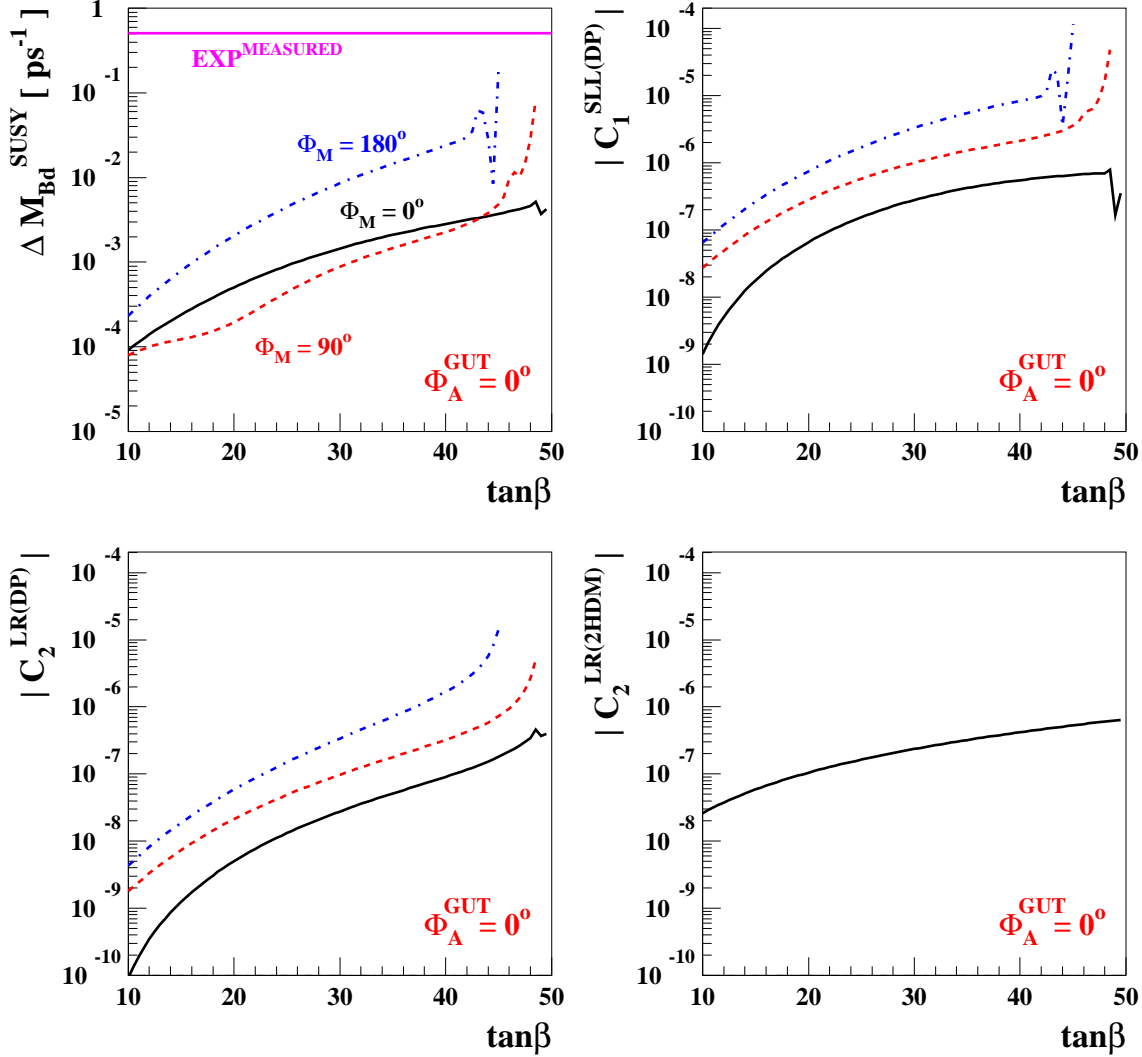 Δ M_Bd^SUSY [ ps^-1 ]
1
10^-1
10^-2
10^-3
10^-4
10^-5
EXP^MEASURED
Φ_M = 180°
Φ_M = 0°
Φ_M = 90°
Φ_A^GUT = 0°
10 20 30 40 50
tanβ
| C_1^SLL(DP) |
10^-4
10^-5
10^-6
10^-7
10^-8
10^-9
10^-10
Φ_A^GUT = 0°
10 20 30 40 50
tanβ
| C_2^LR(DP) |
10^-4
10^-5
10^-6
10^-7
10^-8
10^-9
10^-10
Φ_A^GUT = 0°
10 20 30 40 50
tanβ
| C_2^LR(2HDM) |
10^-4
10^-5
10^-6
10^-7
10^-8
10^-9
10^-10
Φ_A^GUT = 0°
10 20 30 40 50
tanβ